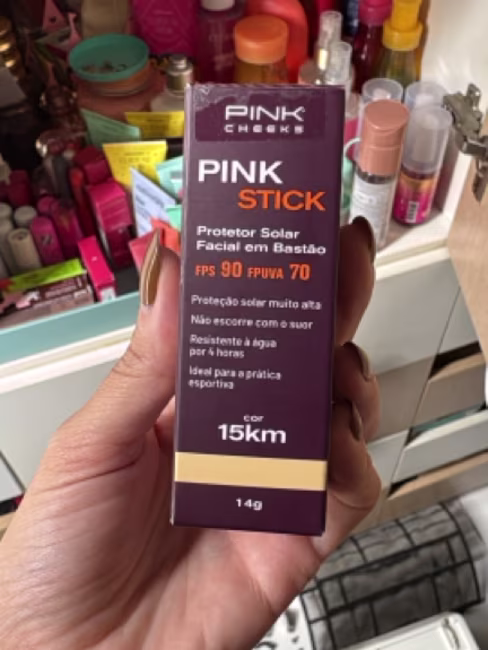 PINK
CHEEKS
PINK
STICK
Protetor Solar
Facial em Bastão
FPS 90 FPUVA 70
Proteção solar muito alta
Não escorre com o suor
Resistente à água
por 4 horas
Ideal para a prática
esportiva
cor
15km
14g